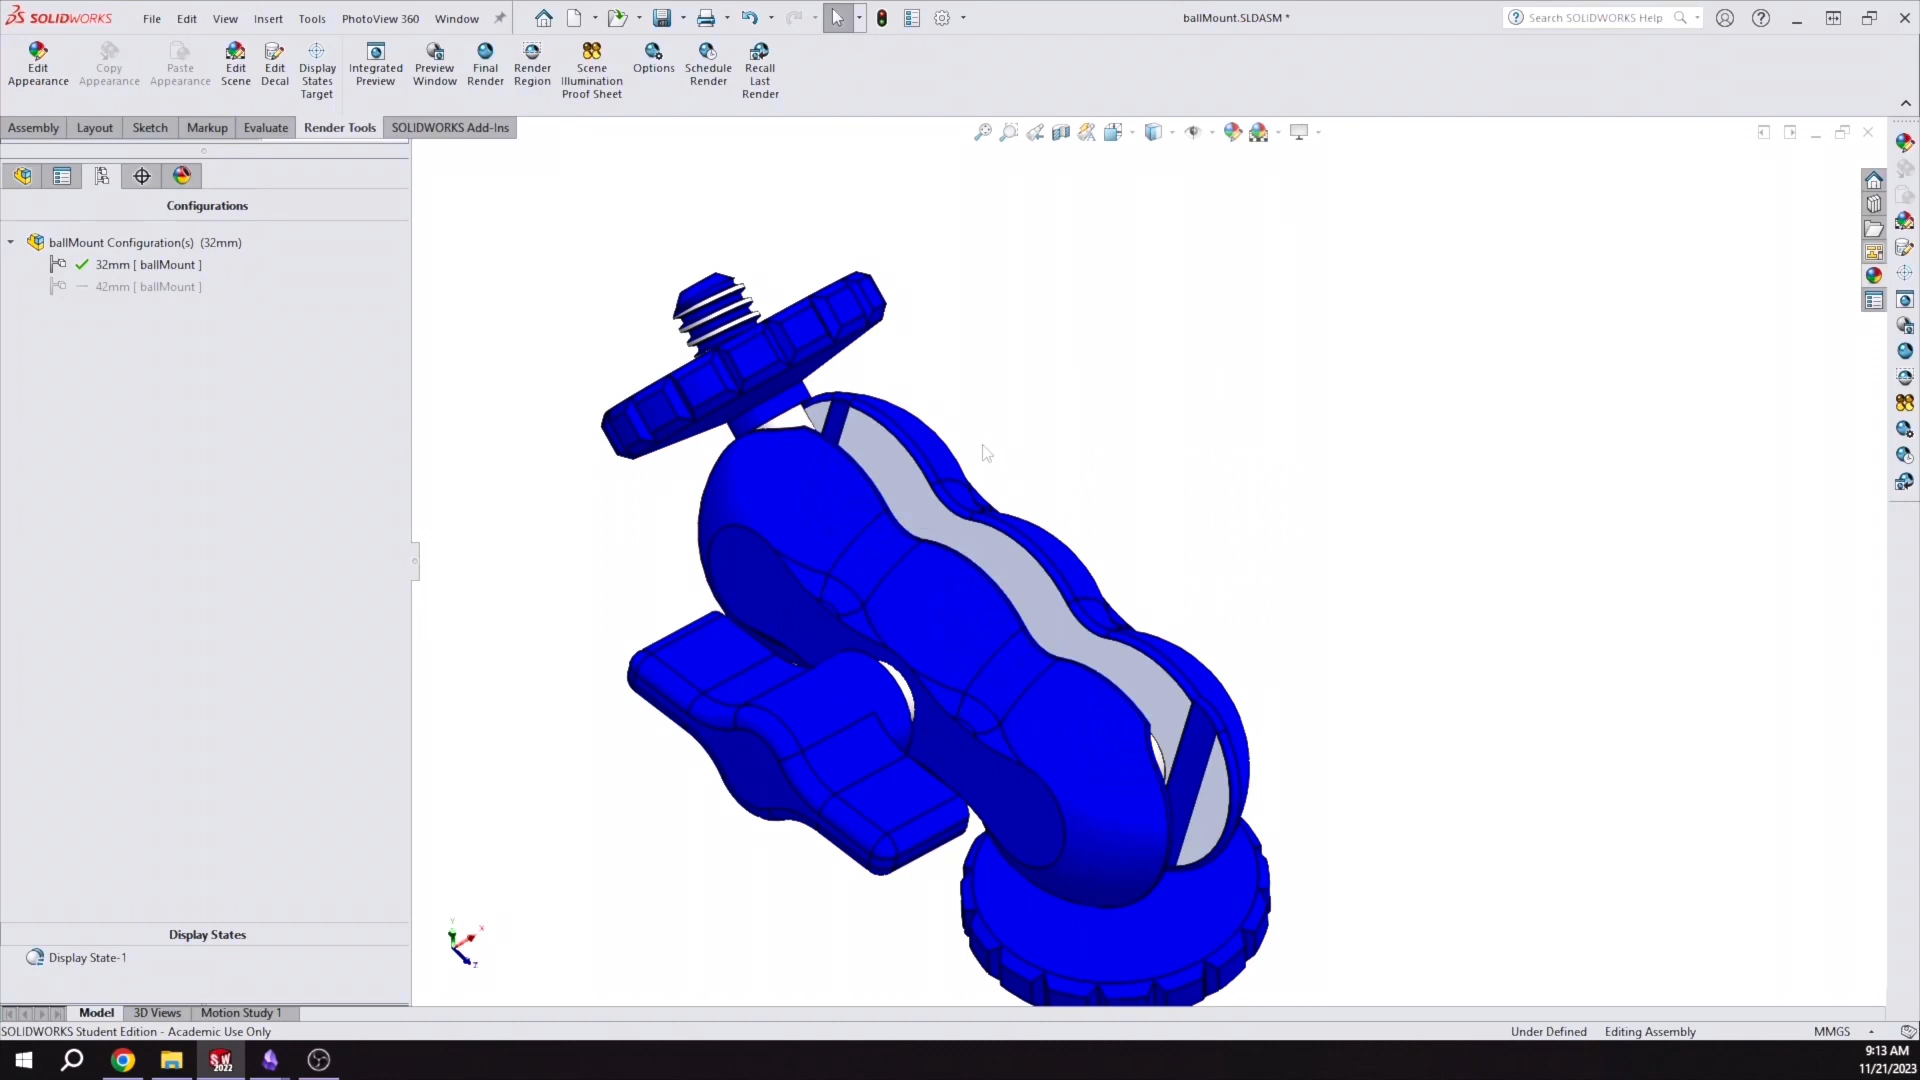 SOLIDWORKS
File Edit View Insert Tools PhotoView 360 Window
ballMount.SLDASM *
Search SOLIDWORKS Help
Edit Appearance
Copy Appearance
Paste Appearance
Edit Scene
Edit Decal
Display States Target
Integrated Preview
Preview Window
Final Render
Render Region
Scene Illumination Proof Sheet
Options
Schedule Render
Recall Last Render
Assembly Layout Sketch Markup Evaluate Render Tools SOLIDWORKS Add-Ins
Configurations
ballMount Configuration(s) (32mm)
32mm [ ballMount ]
42mm [ ballMount ]
Y
X
Z
Display States
Display State-1
Model 3D Views Motion Study 1
SOLIDWORKS Student Edition - Academic Use Only
Under Defined Editing Assembly MMGS
SW 2022
9:13 AM
11/21/2023